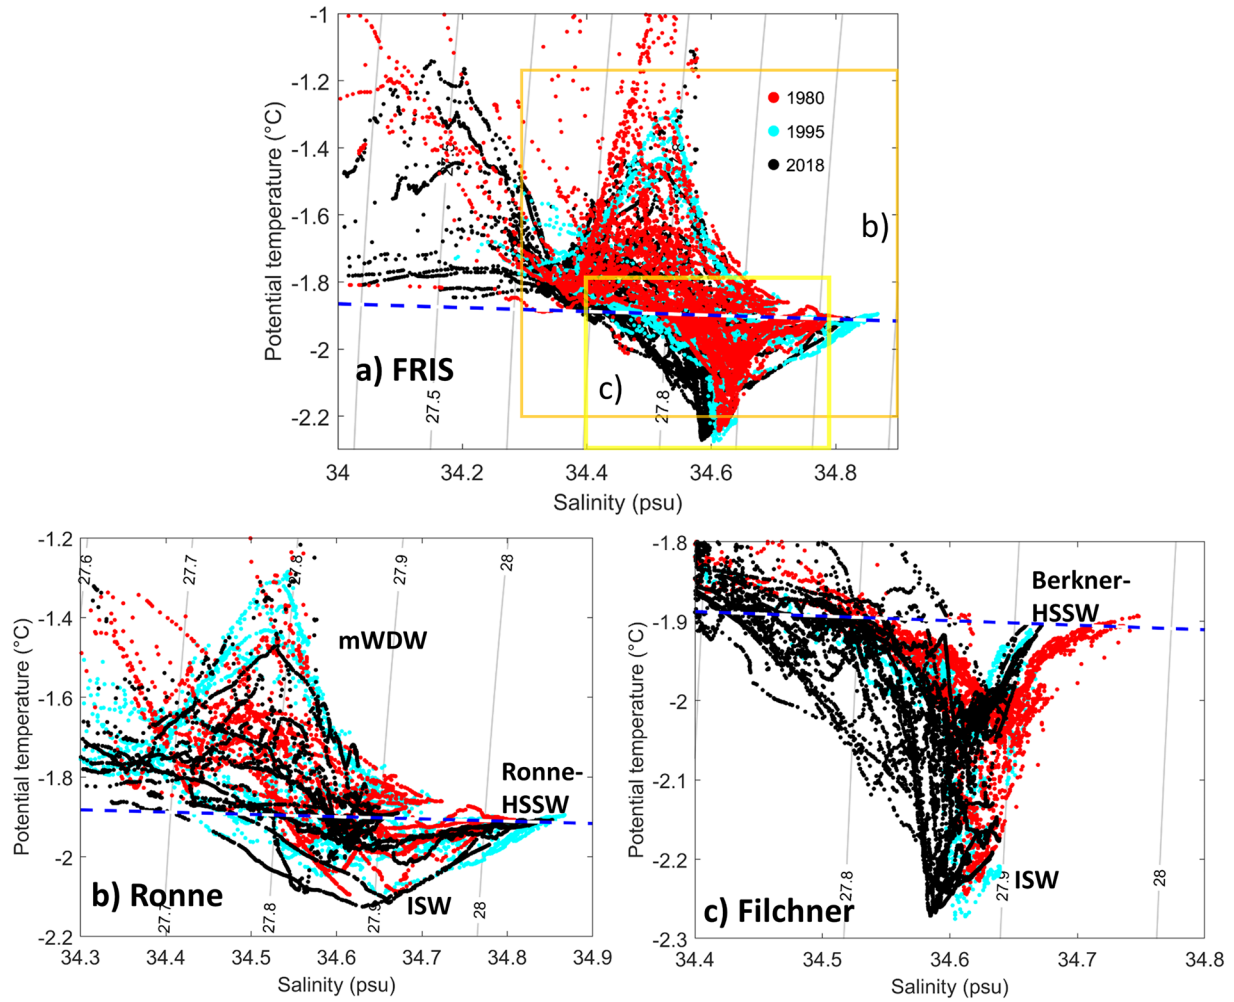 -1
-1.2
-1.4
-1.6
-1.8
-2
-2.2
Potential temperature (°C)
1980
1995
2018
b)
a) FRIS
c)
27.5
27.8
34
34.2
34.4
34.6
34.8
Salinity (psu)
-1.2
-1.4
-1.6
-1.8
-2
-2.2
Potential temperature (°C)
27.6
27.7
27.8
27.9
28
mWDW
Ronne-
HSSW
b) Ronne
ISW
27.7
27.8
27.9
28
34.3
34.4
34.5
34.6
34.7
34.8
34.9
Salinity (psu)
-1.8
-1.9
-2
-2.1
-2.2
-2.3
Potential temperature (°C)
Berkner-
HSSW
ISW
c) Filchner
27.8
27.9
28
34.4
34.5
34.6
34.7
34.8
Salinity (psu)